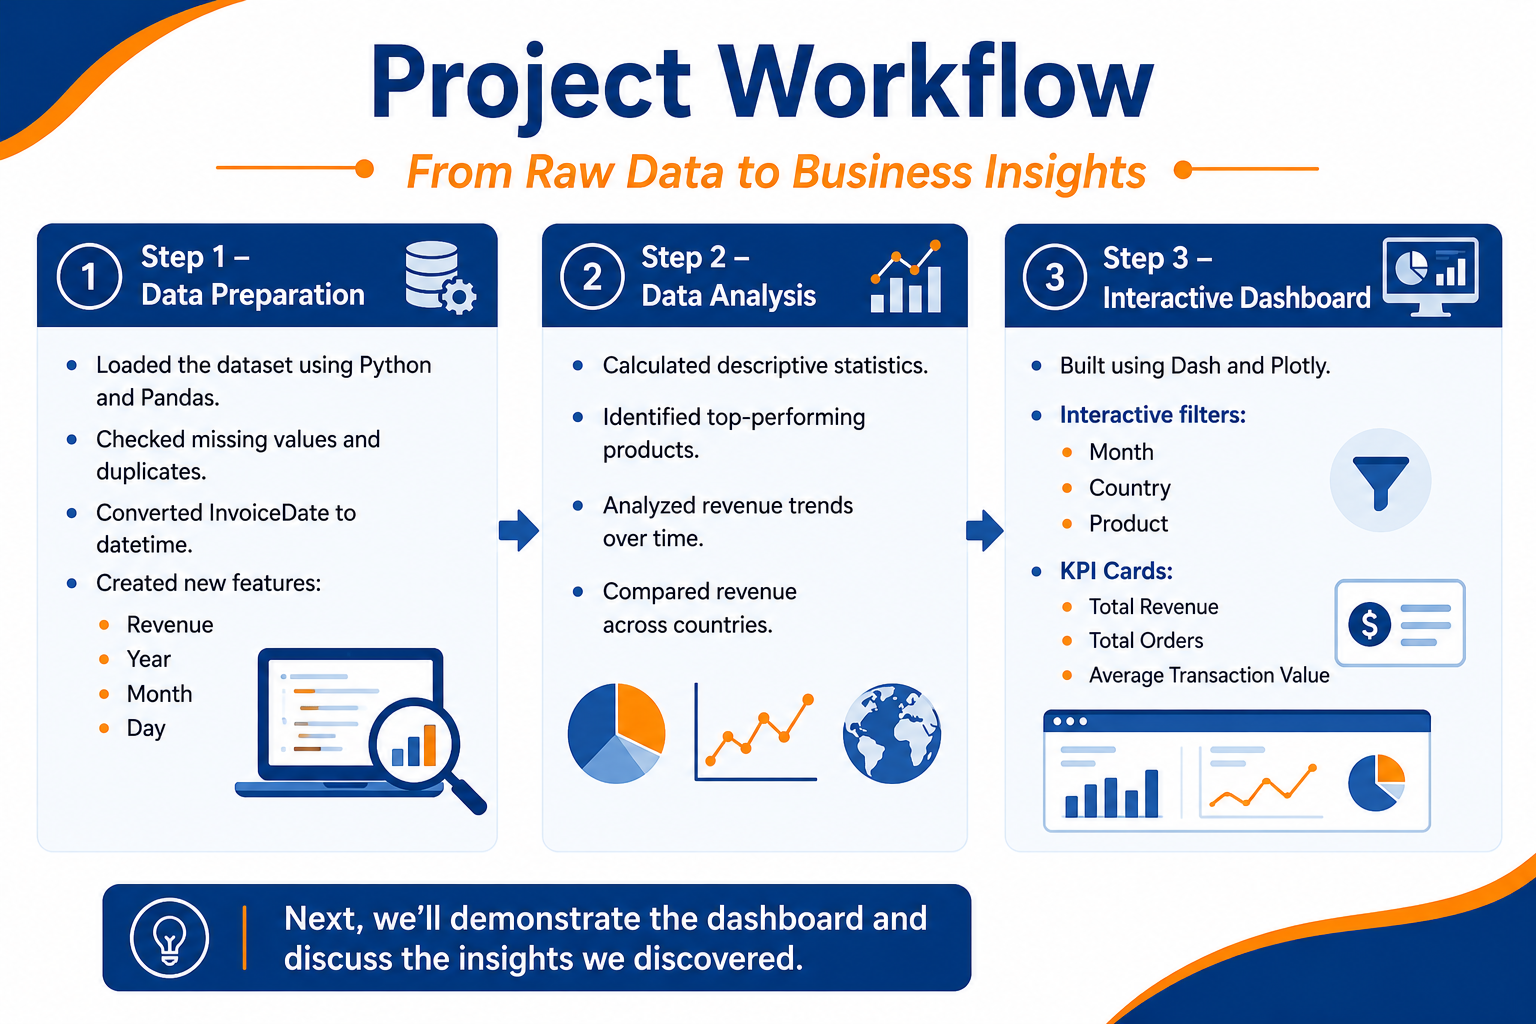 Project Workflow
From Raw Data to Business Insights
1
Step 1 –
Data Preparation
• Loaded the dataset using Python
and Pandas.
• Checked missing values and
duplicates.
• Converted InvoiceDate to
datetime.
• Created new features:
• Revenue
• Year
• Month
• Day
2
Step 2 –
Data Analysis
• Calculated descriptive statistics.
• Identified top-performing
products.
• Analyzed revenue trends
over time.
• Compared revenue
across countries.
3
Step 3 –
Interactive Dashboard
• Built using Dash and Plotly.
• Interactive filters:
• Month
• Country
• Product
• KPI Cards:
• Total Revenue
• Total Orders
• Average Transaction Value
$
Next, we’ll demonstrate the dashboard and
discuss the insights we discovered.